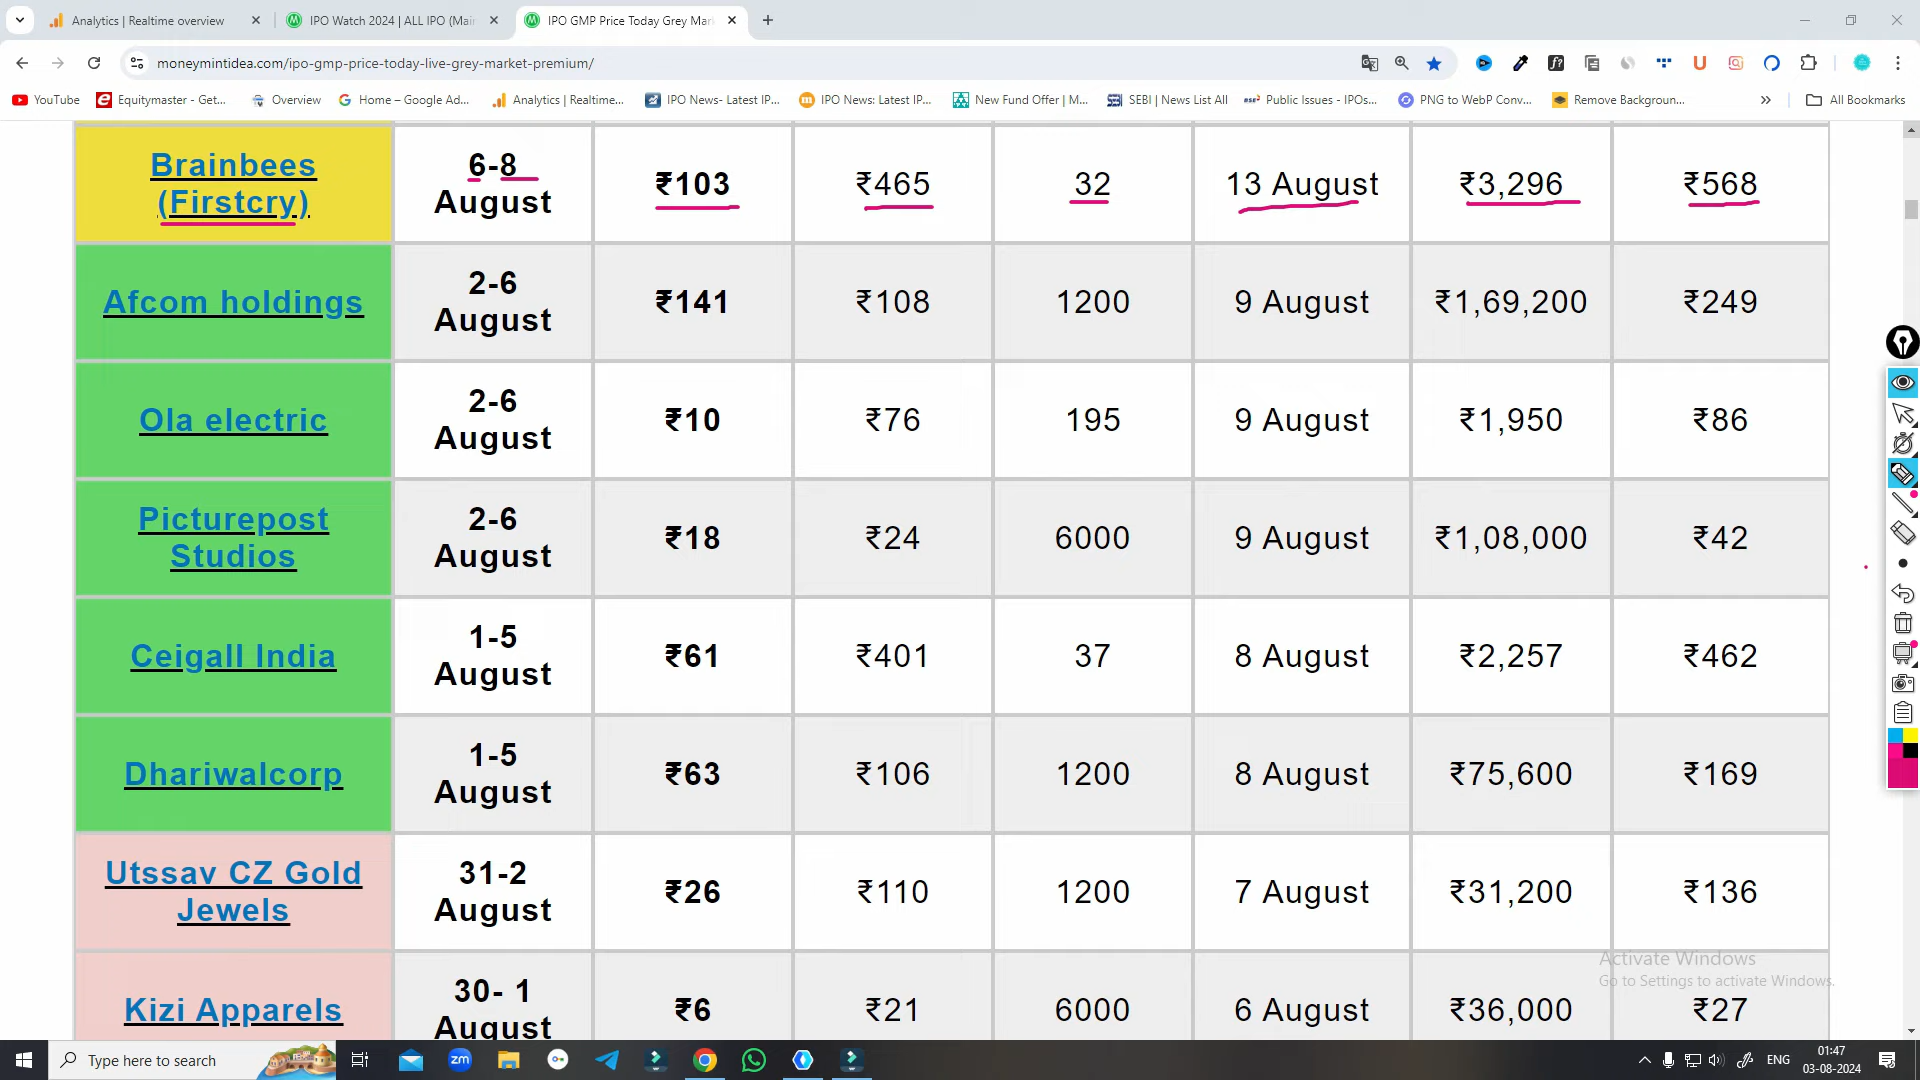 Analytics | Realtime overview
IPO Watch 2024 | ALL IPO (Mai
IPO GMP Price Today Grey Mar
moneymintidea.com/ipo-gmp-price-today-live-grey-market-premium/
YouTube
Equitymaster - Get...
Overview
Home – Google Ad...
Analytics | Realtime...
IPO News- Latest IP...
IPO News: Latest IP...
New Fund Offer | M...
SEBI | News List All
Public Issues - IPOs...
PNG to WebP Conv...
Remove Backgroun...
All Bookmarks
Brainbees
(Firstcry)
6-8
August
₹103
₹465
32
13 August
₹3,296
₹568
Afcom holdings
2-6
August
₹141
₹108
1200
9 August
₹1,69,200
₹249
Ola electric
2-6
August
₹10
₹76
195
9 August
₹1,950
₹86
Picturepost
Studios
2-6
August
₹18
₹24
6000
9 August
₹1,08,000
₹42
Ceigall India
1-5
August
₹61
₹401
37
8 August
₹2,257
₹462
Dhariwalcorp
1-5
August
₹63
₹106
1200
8 August
₹75,600
₹169
Utssav CZ Gold
Jewels
31-2
August
₹26
₹110
1200
7 August
₹31,200
₹136
Kizi Apparels
30- 1
August
₹6
₹21
6000
6 August
₹36,000
₹27
Activate Windows
Go to Settings to activate Windows.
Type here to search
zm
ENG
01:47
03-08-2024